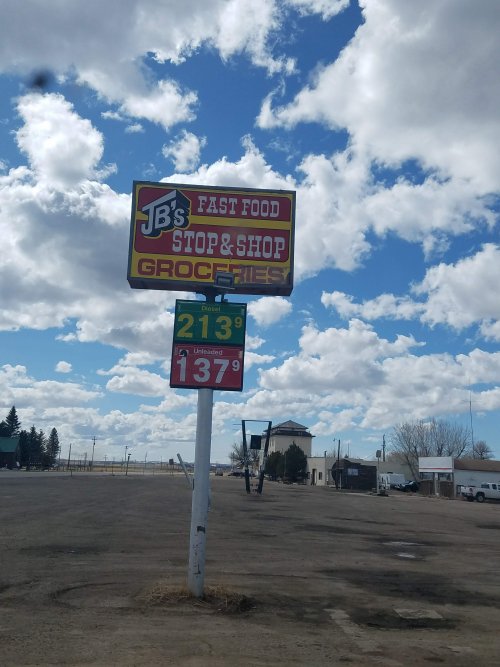 JB's FAST FOOD
STOP & SHOP
GROCERIES
Diesel
213 9
Unleaded
137 9